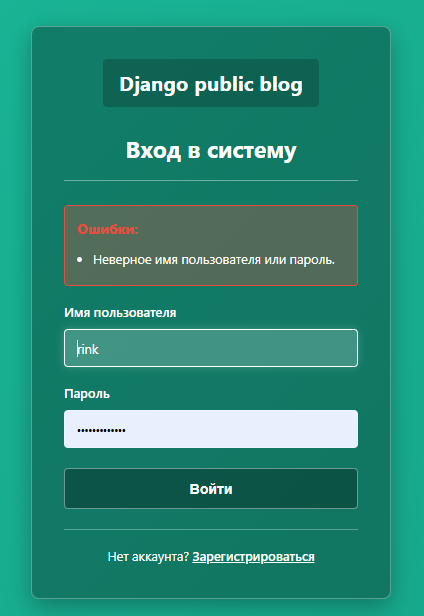 Django public blog
Вход в систему
Ошибки:
Неверное имя пользователя или пароль.
Имя пользователя
rink
Пароль
•••••••••••••
Войти
Нет аккаунта? Зарегистрироваться